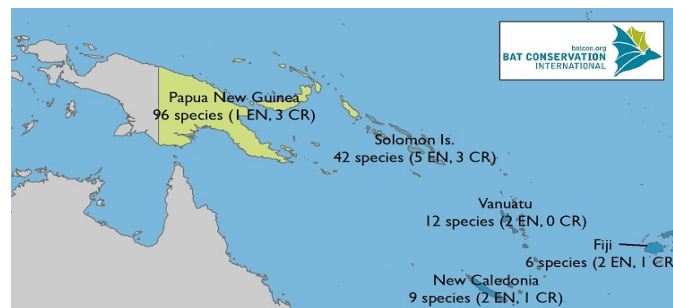 batcon.org
BAT CONSERVATION
INTERNATIONAL
Papua New Guinea
96 species (1 EN, 3 CR)
Solomon Is.
42 species (5 EN, 3 CR)
Vanuatu
12 species (2 EN, 0 CR)
Fiji
6 species (2 EN, 1 CR
New Caledonia
9 species (2 EN, 1 CR)